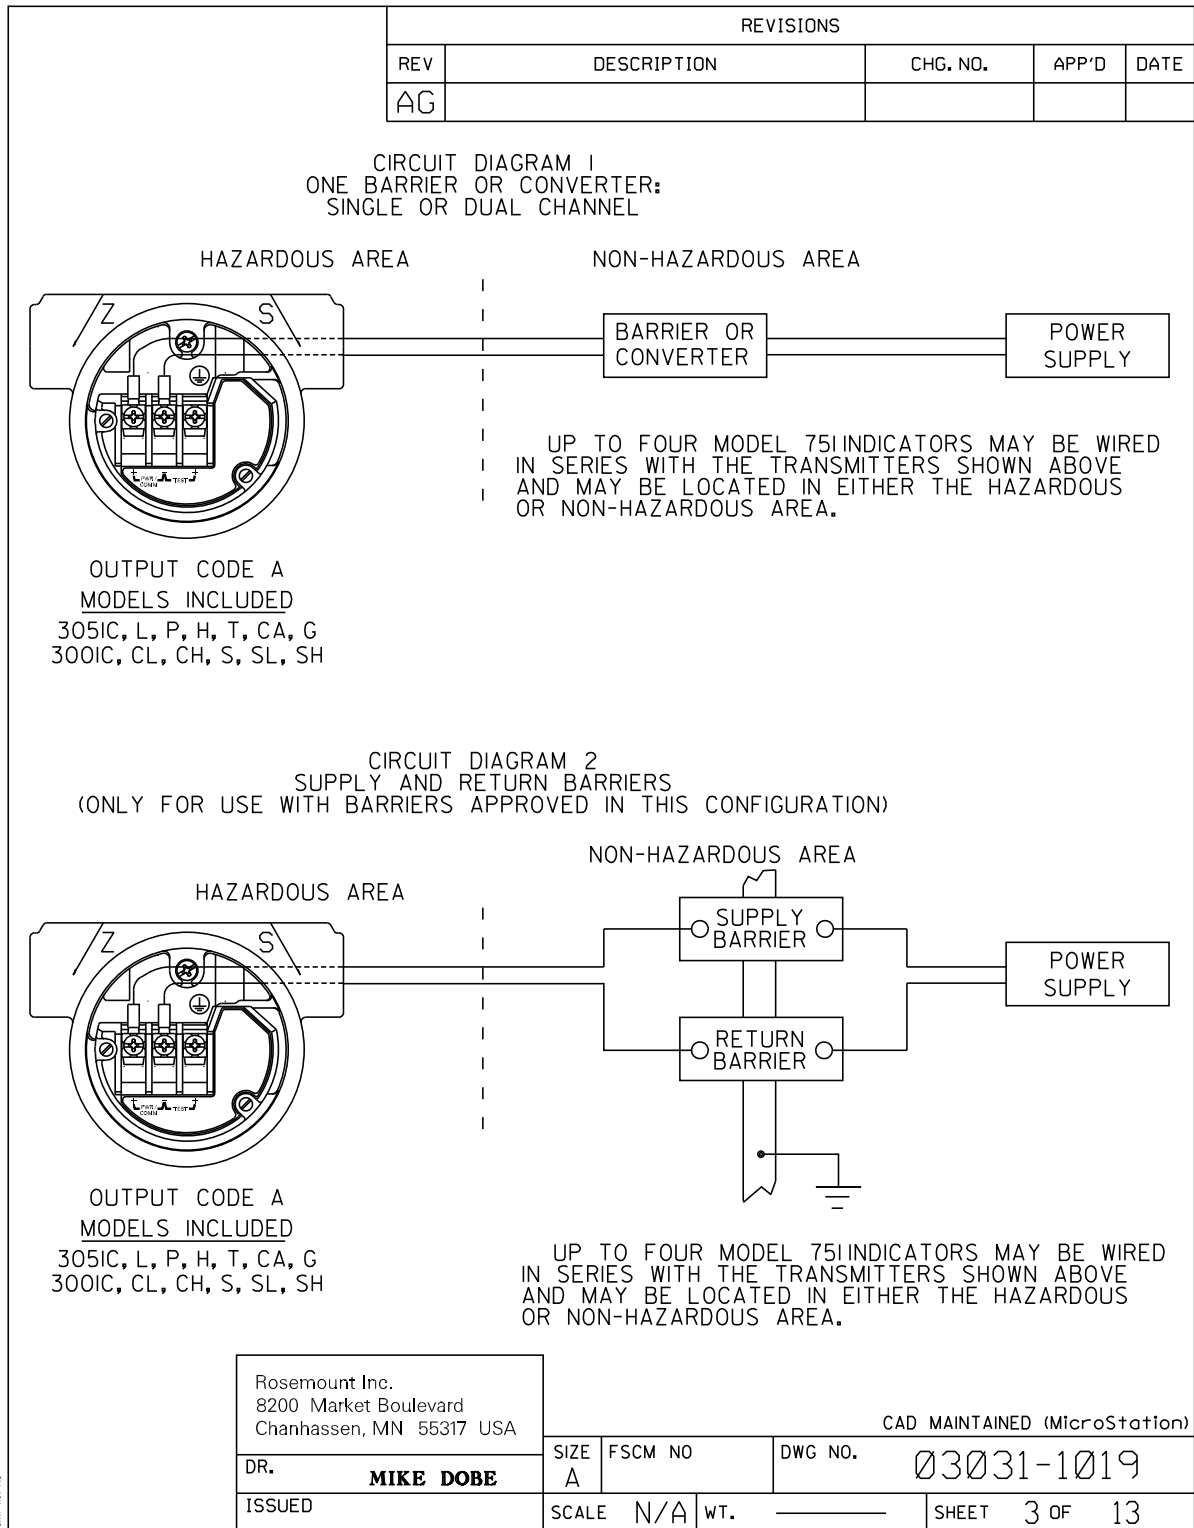 REVISIONS
REV DESCRIPTION CHG. NO. APP'D DATE
AG
CIRCUIT DIAGRAM 1
ONE BARRIER OR CONVERTER:
SINGLE OR DUAL CHANNEL
HAZARDOUS AREA NON-HAZARDOUS AREA
Z S
BARRIER OR
CONVERTER
POWER
SUPPLY
PWR/
COMM
TEST
UP TO FOUR MODEL 751 INDICATORS MAY BE WIRED
IN SERIES WITH THE TRANSMITTERS SHOWN ABOVE
AND MAY BE LOCATED IN EITHER THE HAZARDOUS
OR NON-HAZARDOUS AREA.
OUTPUT CODE A
MODELS INCLUDED
3051C, L, P, H, T, CA, G
3001C, CL, CH, S, SL, SH
CIRCUIT DIAGRAM 2
SUPPLY AND RETURN BARRIERS
(ONLY FOR USE WITH BARRIERS APPROVED IN THIS CONFIGURATION)
NON-HAZARDOUS AREA
HAZARDOUS AREA
Z S
SUPPLY
BARRIER
POWER
SUPPLY
RETURN
BARRIER
PWR/
COMM
TEST
OUTPUT CODE A
MODELS INCLUDED
3051C, L, P, H, T, CA, G
3001C, CL, CH, S, SL, SH
UP TO FOUR MODEL 751 INDICATORS MAY BE WIRED
IN SERIES WITH THE TRANSMITTERS SHOWN ABOVE
AND MAY BE LOCATED IN EITHER THE HAZARDOUS
OR NON-HAZARDOUS AREA.
Rosemount Inc.
8200 Market Boulevard
Chanhassen, MN 55317 USA
CAD MAINTAINED (MicroStation)
DR. MIKE DOBE
SIZE A FSCM NO DWG NO. 03031-1019
ISSUED
SCALE N/A WT. SHEET 3 OF 13